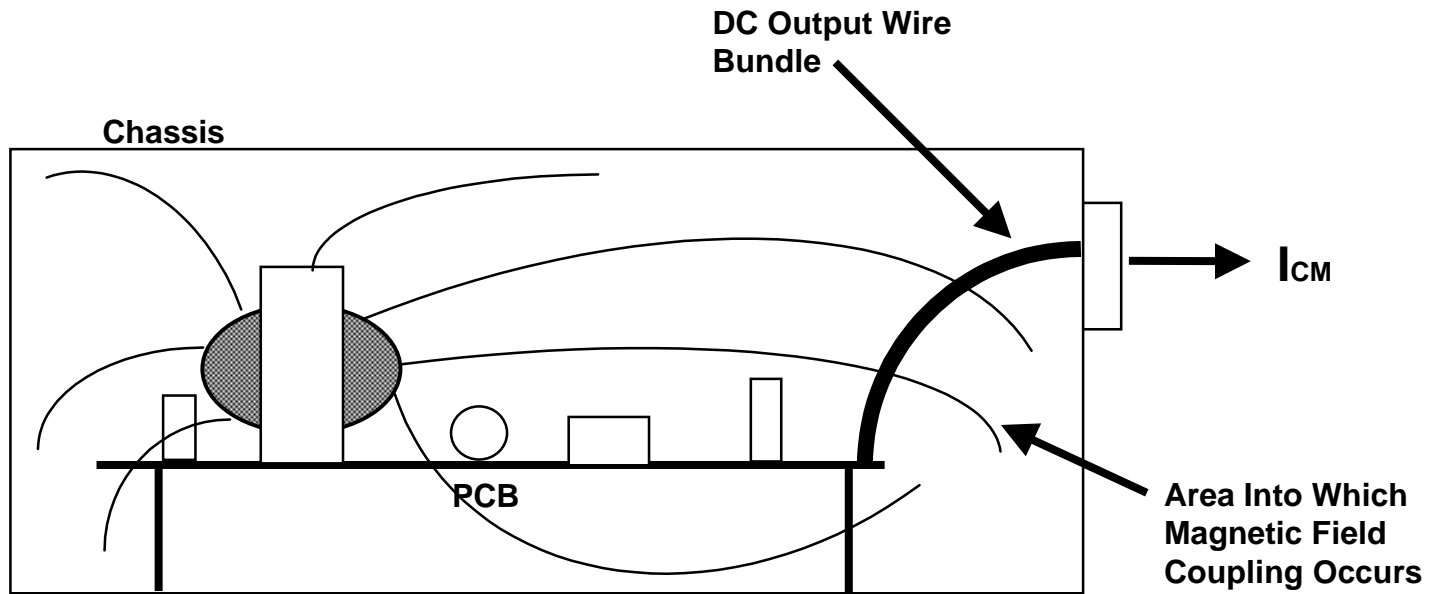 DC Output Wire
Bundle
Chassis
ICM
PCB
Area Into Which
Magnetic Field
Coupling Occurs